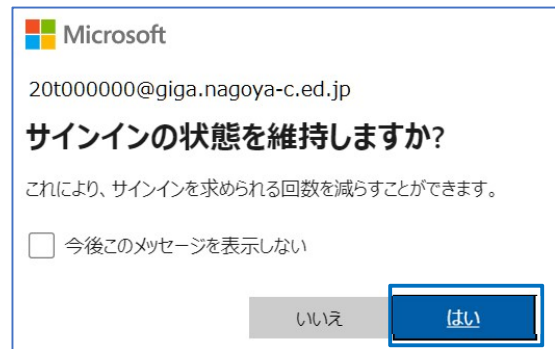 Microsoft
20t000000@giga.nagoya-c.ed.jp
サインインの状態を維持しますか?
これにより、サインインを求められる回数を減らすことができます。
今後このメッセージを表示しない
いいえ
はい